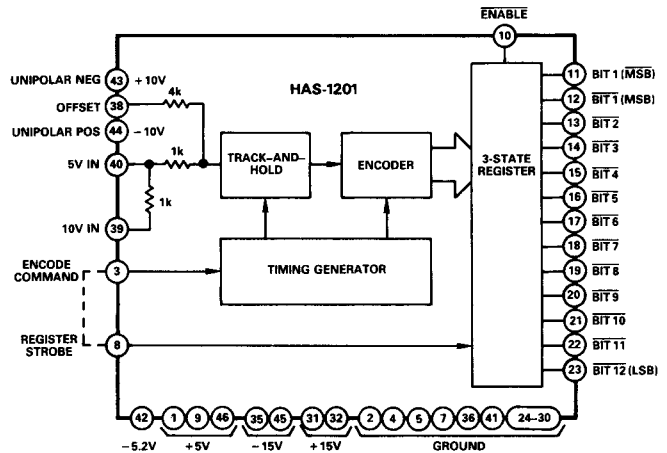 ENABLE
10
UNIPOLAR NEG 43 +10V
OFFSET 38
4k
UNIPOLAR POS 44 −10V
5V IN 40
1k
1k
10V IN 39
ENCODE
COMMAND 3
REGISTER
STROBE 8
HAS-1201
TRACK–AND–
HOLD
ENCODER
TIMING GENERATOR
3-STATE
REGISTER
11 BIT 1 (MSB)
12 BIT 1 (MSB)
13 BIT 2
14 BIT 3
15 BIT 4
16 BIT 5
17 BIT 6
18 BIT 7
19 BIT 8
20 BIT 9
21 BIT 10
22 BIT 11
23 BIT 12 (LSB)
42 1 9 46 35 45 31 32 2 4 5 7 36 41 24–30
−5.2V +5V −15V +15V GROUND